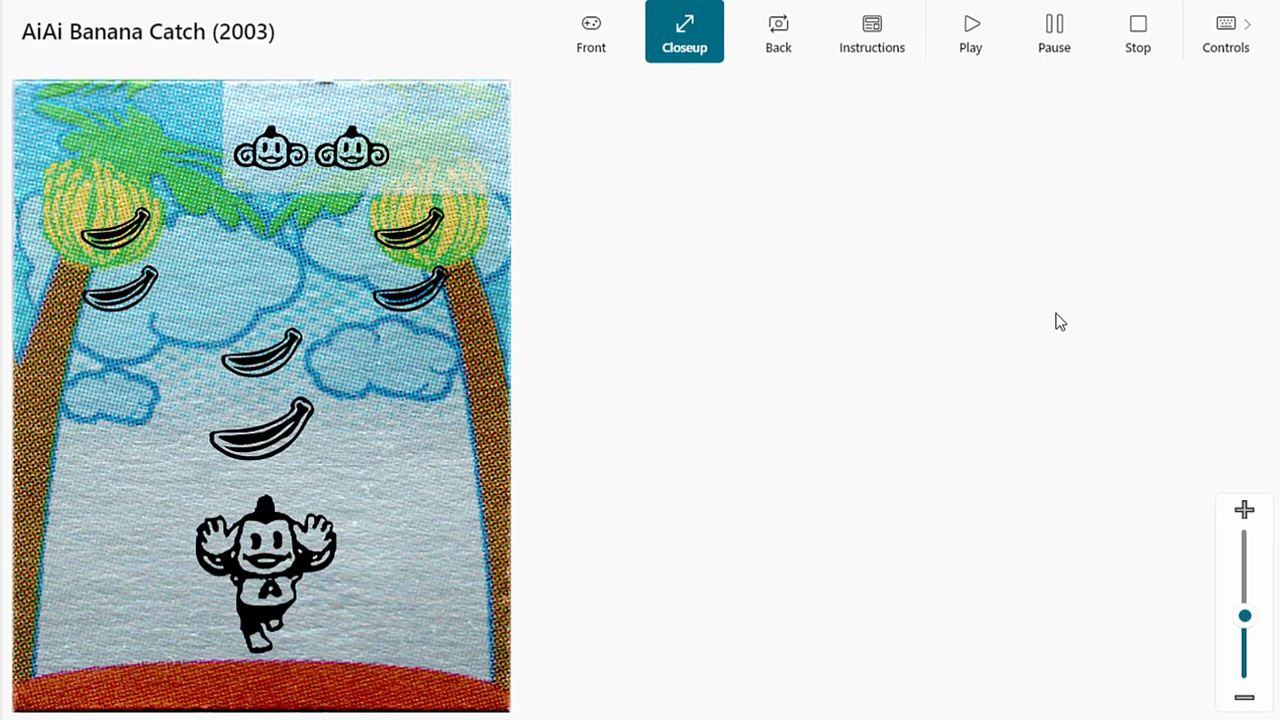 AiAi Banana Catch (2003)
Front
Closeup
Back
Instructions
Play
Pause
Stop
Controls
A